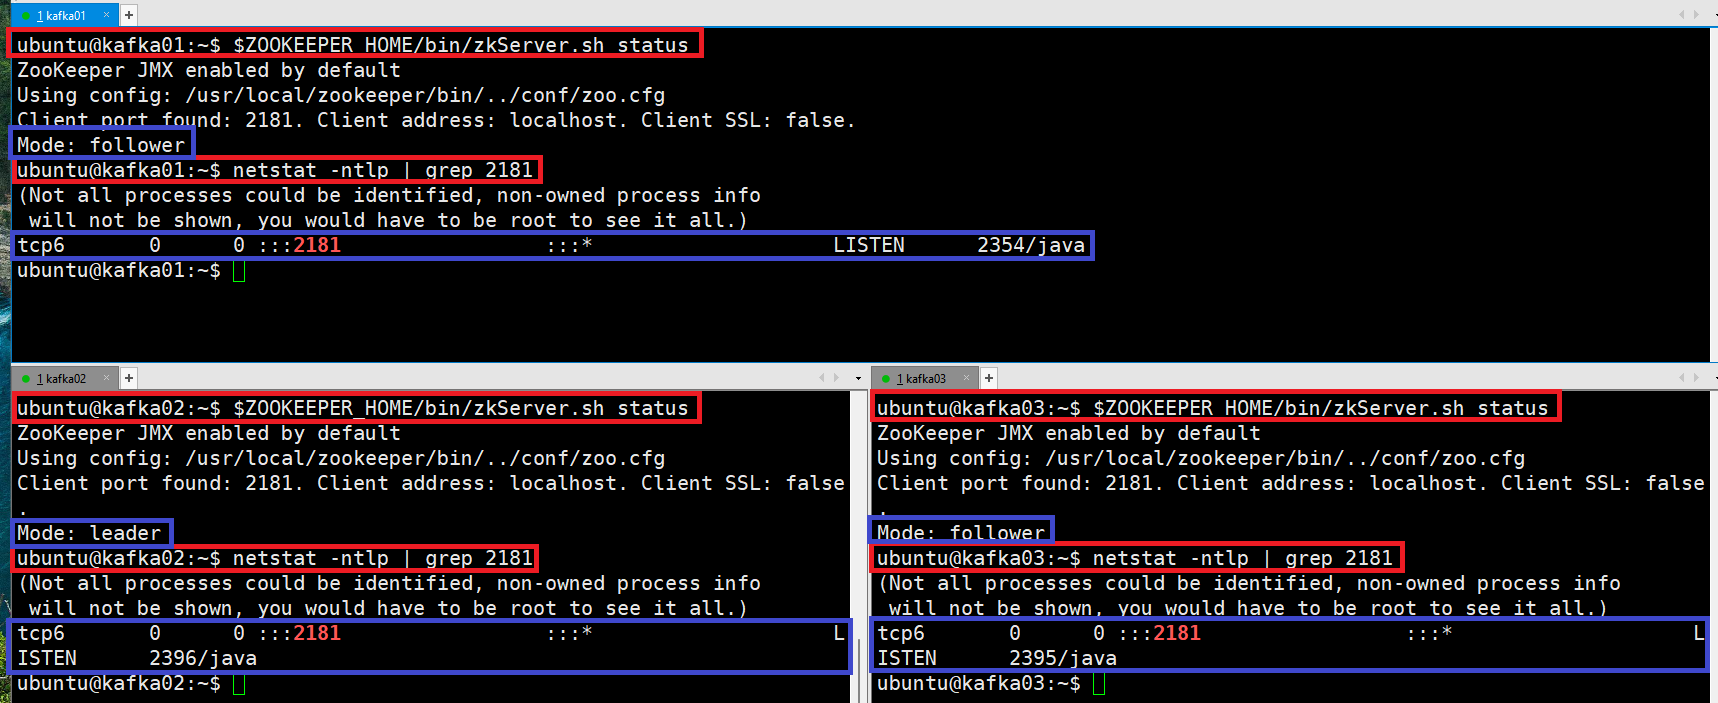 1 kafka01 × +
ubuntu@kafka01:~$ $ZOOKEEPER_HOME/bin/zkServer.sh status
ZooKeeper JMX enabled by default
Using config: /usr/local/zookeeper/bin/../conf/zoo.cfg
Client port found: 2181. Client address: localhost. Client SSL: false.
Mode: follower
ubuntu@kafka01:~$ netstat -ntlp | grep 2181
(Not all processes could be identified, non-owned process info
 will not be shown, you would have to be root to see it all.)
tcp6       0      0 :::2181                 :::*                    LISTEN      2354/java
ubuntu@kafka01:~$
1 kafka02 × +
ubuntu@kafka02:~$ $ZOOKEEPER_HOME/bin/zkServer.sh status
ZooKeeper JMX enabled by default
Using config: /usr/local/zookeeper/bin/../conf/zoo.cfg
Client port found: 2181. Client address: localhost. Client SSL: false
.
Mode: leader
ubuntu@kafka02:~$ netstat -ntlp | grep 2181
(Not all processes could be identified, non-owned process info
 will not be shown, you would have to be root to see it all.)
tcp6       0      0 :::2181                 :::*                    L
ISTEN      2396/java
ubuntu@kafka02:~$
1 kafka03 × +
ubuntu@kafka03:~$ $ZOOKEEPER_HOME/bin/zkServer.sh status
ZooKeeper JMX enabled by default
Using config: /usr/local/zookeeper/bin/../conf/zoo.cfg
Client port found: 2181. Client address: localhost. Client SSL: false
.
Mode: follower
ubuntu@kafka03:~$ netstat -ntlp | grep 2181
(Not all processes could be identified, non-owned process info
 will not be shown, you would have to be root to see it all.)
tcp6       0      0 :::2181                 :::*                    L
ISTEN      2395/java
ubuntu@kafka03:~$